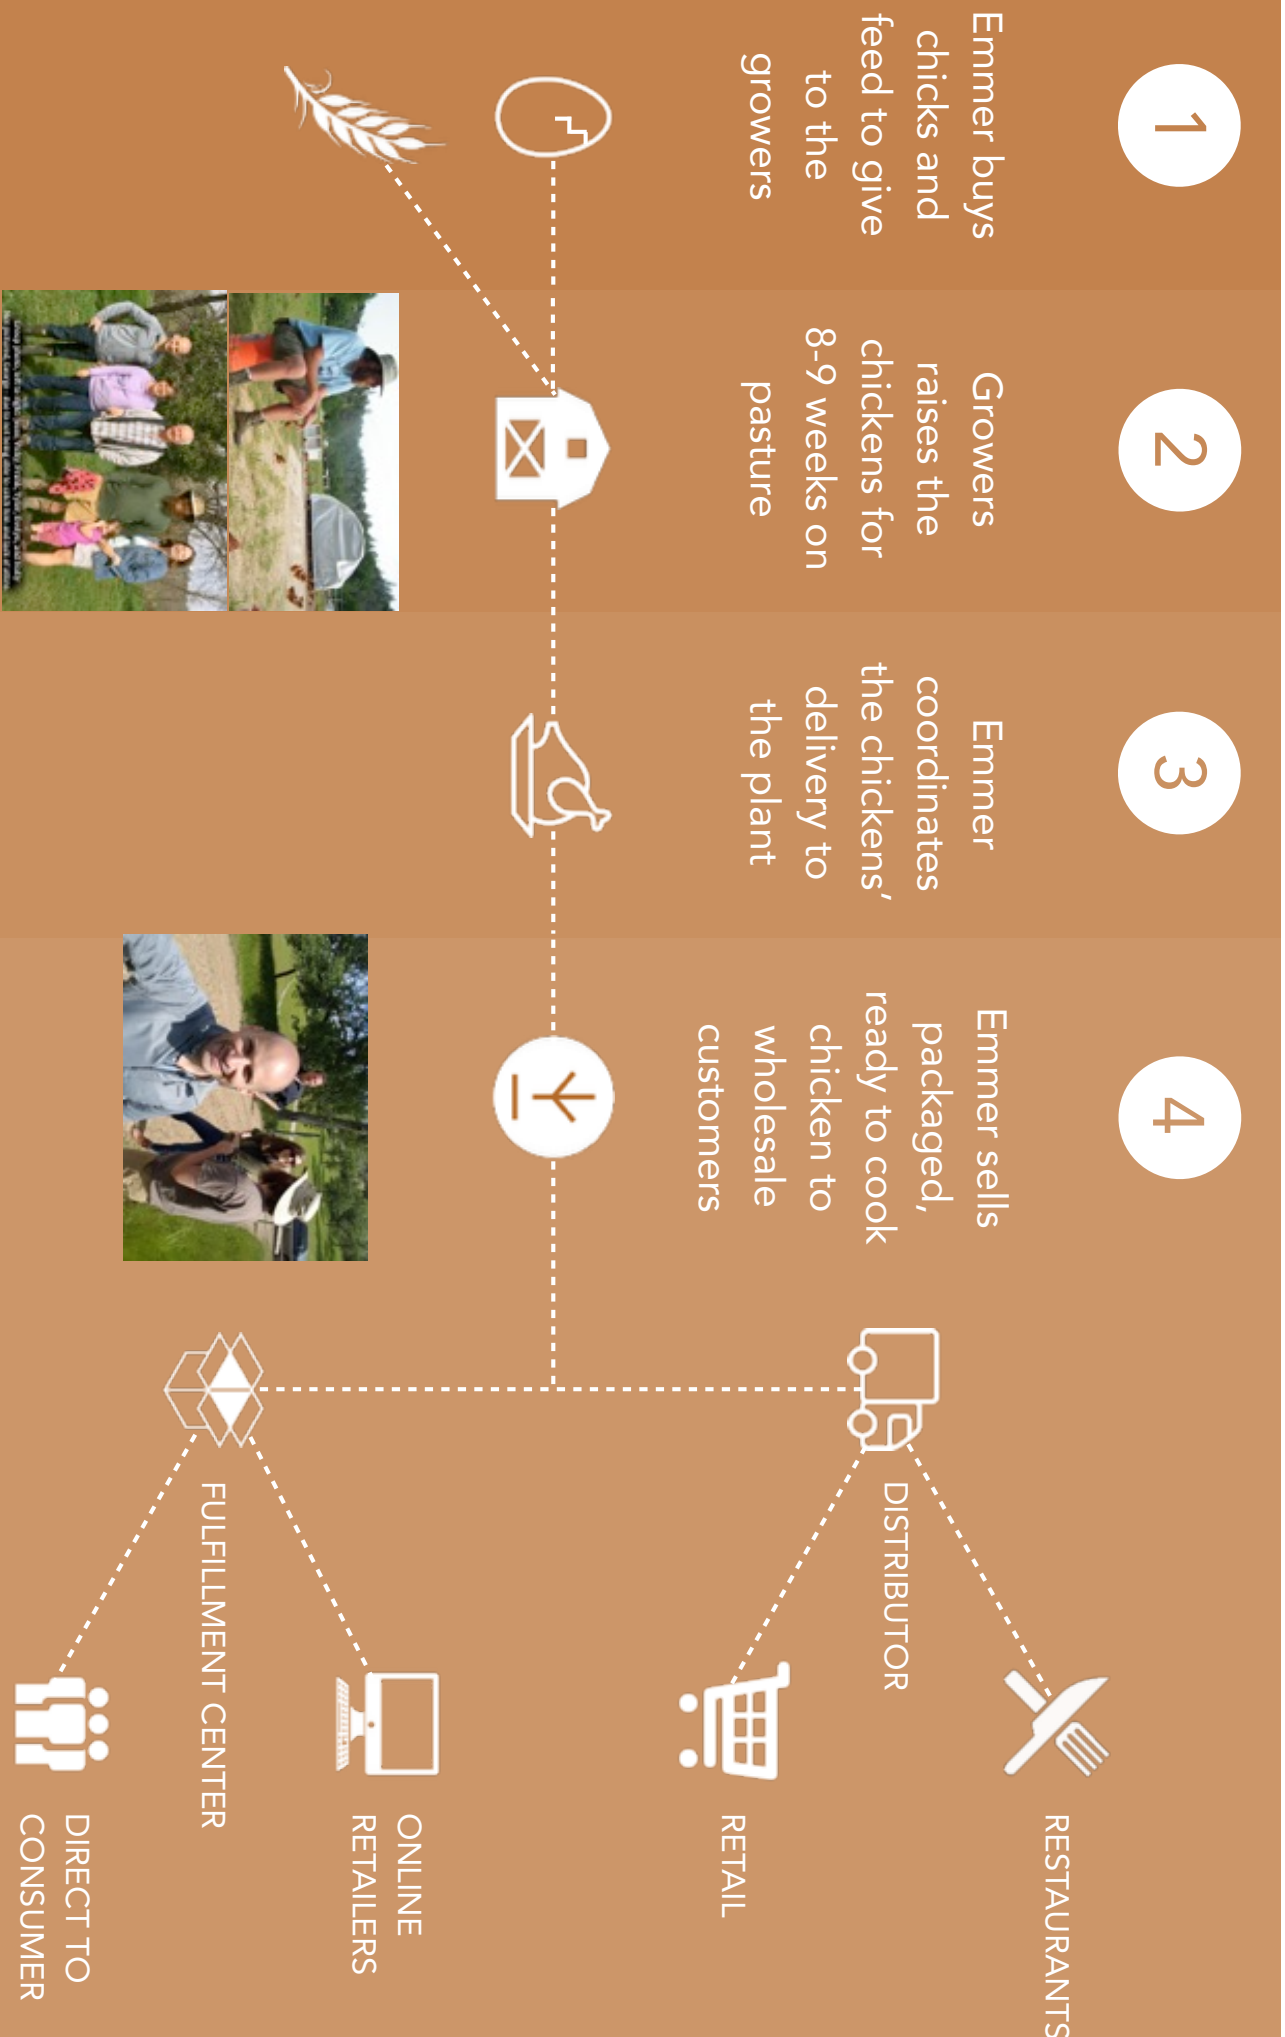 1
Emmer buys
chicks and
feed to give
to the
growers
2
Growers
raises the
chickens for
8-9 weeks on
pasture
3
Emmer
coordinates
the chickens’
delivery to
the plant
4
Emmer sells
packaged,
ready to cook
chicken to
wholesale
customers
DISTRIBUTOR
RESTAURANTS
RETAIL
FULFILLMENT CENTER
ONLINE
RETAILERS
DIRECT TO
CONSUMER